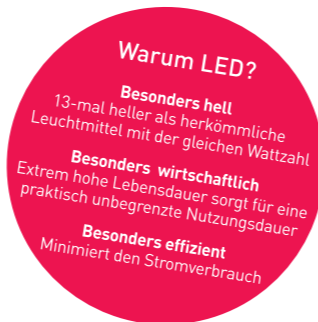 Warum LED?
Besonders hell
13-mal heller als herkömmliche
Leuchtmittel mit der gleichen Wattzahl
Besonders wirtschaftlich
Extrem hohe Lebensdauer sorgt für eine
praktisch unbegrenzte Nutzungsdauer
Besonders effizient
Minimiert den Stromverbrauch